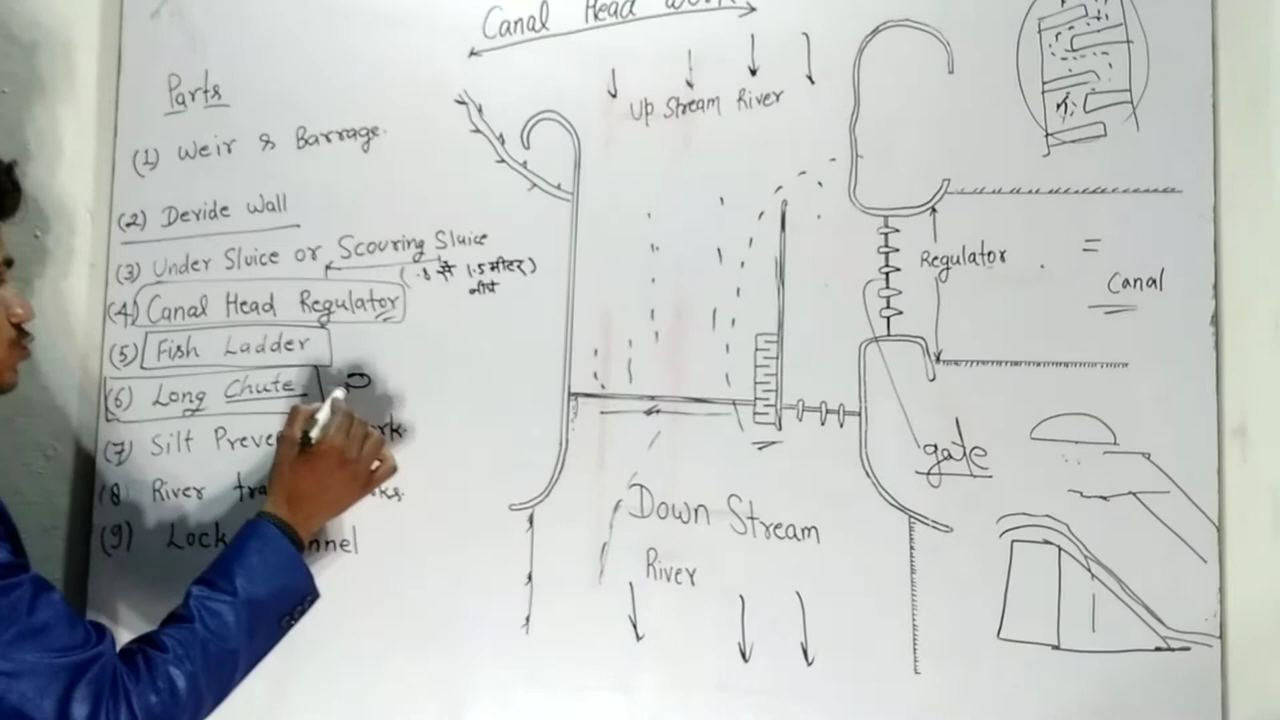 Canal Head Work
Parts
(1) Weir & Barrage.
(2) Devide Wall
(3) Under Sluice or Scouring Sluice
(.8 से 1.5 मीटर)
नीचे
(4) Canal Head Regulator
(5) Fish Ladder
(6) Long Chute
(7) Silt
(8 River
(9) Lock
Up Stream River
Regulator
=
Canal
gate
Down Stream
River